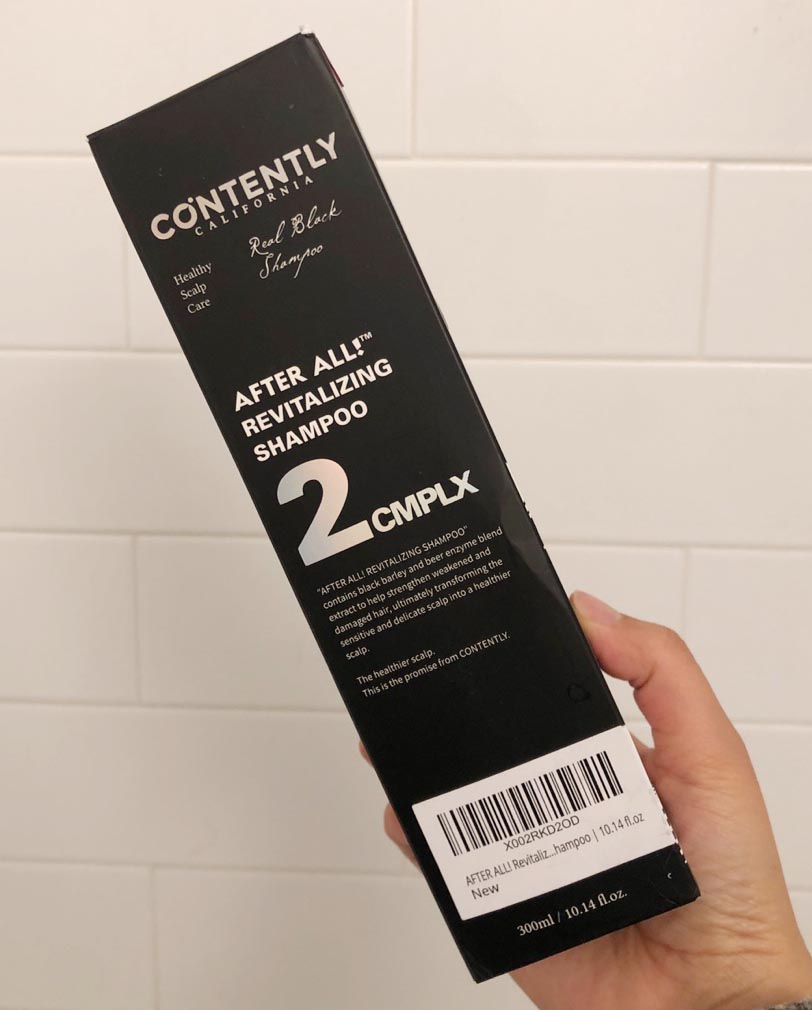 CONTENTLY
CALIFORNIA
Healthy
Scalp
Care
Real Black
Shampoo
AFTER ALL!™
REVITALIZING
SHAMPOO
2CMPLX
"AFTER ALL! REVITALIZING SHAMPOO"
contains black barley and beer enzyme blend
extract to help strengthen weakened and
damaged hair, ultimately transforming the
sensitive and delicate scalp into a healthier
scalp.
The healthier scalp.
This is the promise from CONTENTLY.
X002RKD2OD
AFTER ALL! Revitaliz...hampoo | 10.14 fl.oz
New
300ml / 10.14 fl.oz.